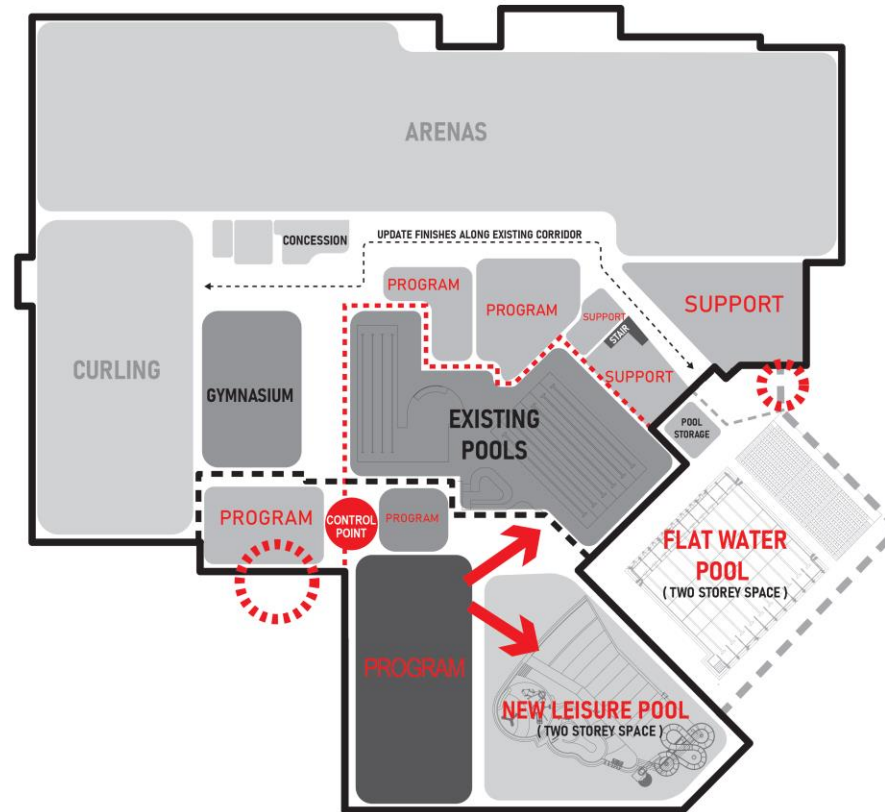 ARENAS
CONCESSION
UPDATE FINISHES ALONG EXISTING CORRIDOR
PROGRAM
PROGRAM
SUPPORT
SUPPORT
STAIR
SUPPORT
CURLING
GYMNASIUM
EXISTING
POOLS
POOL
STORAGE
PROGRAM
CONTROL
POINT
PROGRAM
FLAT WATER
POOL
( TWO STOREY SPACE )
PROGRAM
NEW LEISURE POOL
( TWO STOREY SPACE )